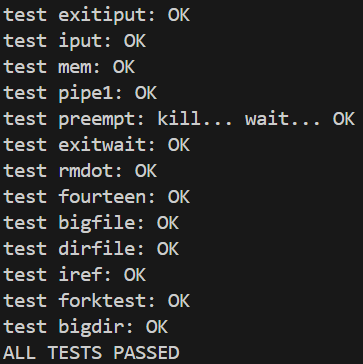 test exitiput: OK
test iput: OK
test mem: OK
test pipe1: OK
test preempt: kill... wait... OK
test exitwait: OK
test rmdot: OK
test fourteen: OK
test bigfile: OK
test dirfile: OK
test iref: OK
test forktest: OK
test bigdir: OK
ALL TESTS PASSED